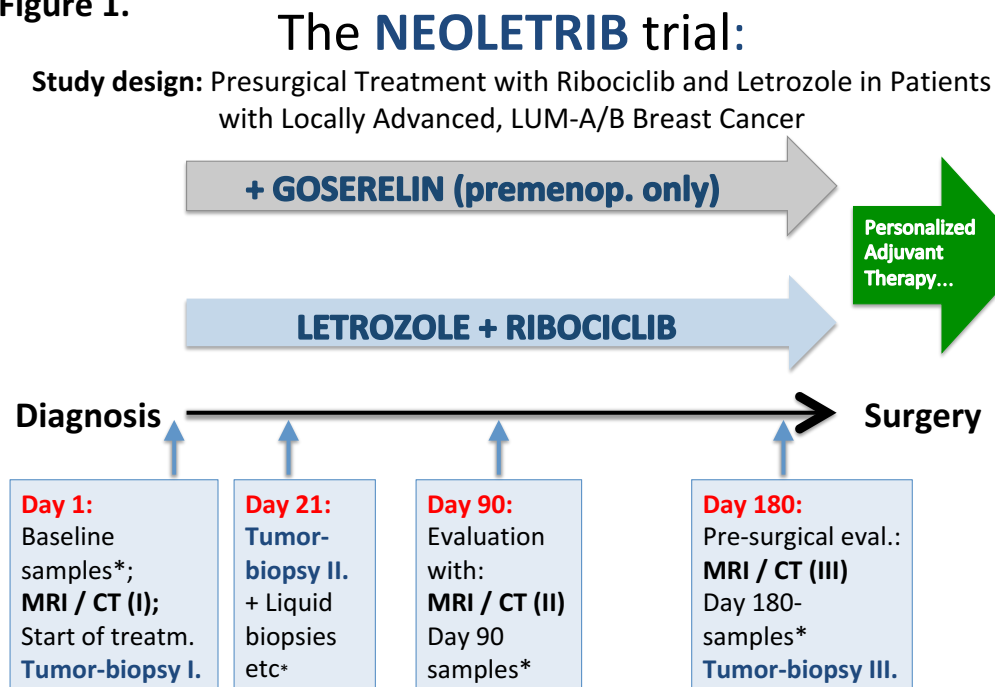 Figure 1.
The NEOLETRIB trial:
Study design: Presurgical Treatment with Ribociclib and Letrozole in Patients
with Locally Advanced, LUM-A/B Breast Cancer
+ GOSERELIN (premenop. only)
Personalized
Adjuvant
Therapy...
LETROZOLE + RIBOCICLIB
Diagnosis
Surgery
Day 1:
Baseline
samples*;
MRI / CT (I);
Start of treatm.
Tumor-biopsy I.
Day 21:
Tumor-
biopsy II.
+ Liquid
biopsies
etc*
Day 90:
Evaluation
with:
MRI / CT (II)
Day 90
samples*
Day 180:
Pre-surgical eval.:
MRI / CT (III)
Day 180-
samples*
Tumor-biopsy III.